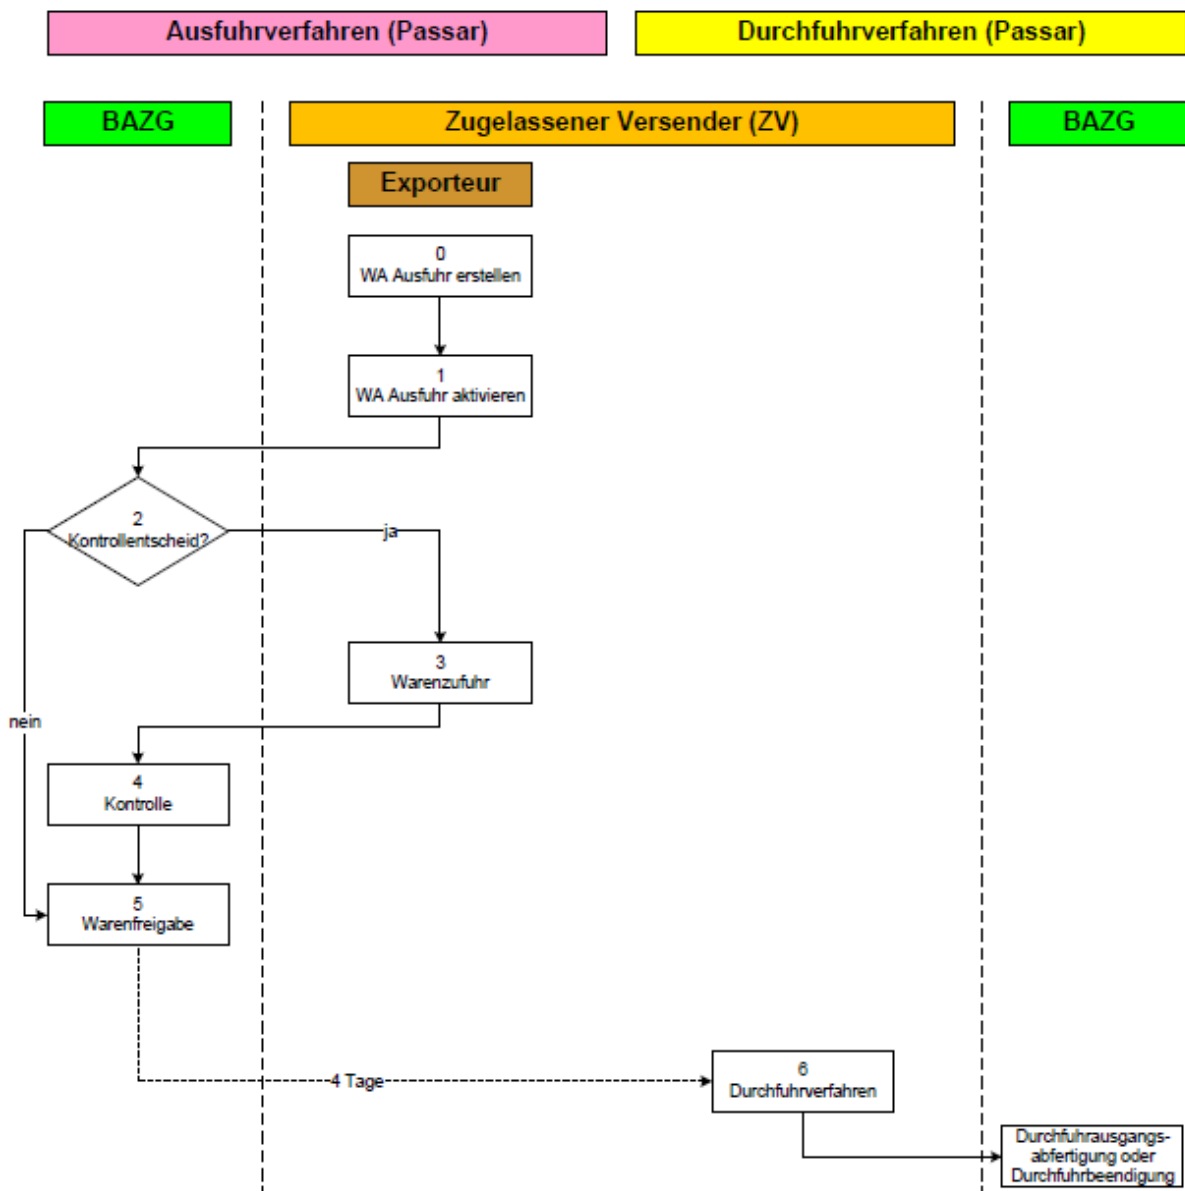 Ausfuhrverfahren (Passar)
Durchfuhrverfahren (Passar)
BAZG
Zugelassener Versender (ZV)
BAZG
Exporteur
0
WA Ausfuhr erstellen
1
WA Ausfuhr aktivieren
2
Kontrollentscheid?
ja
3
Warenzufuhr
nein
4
Kontrolle
5
Warenfreigabe
4 Tage
6
Durchfuhrverfahren
Durchfuhrausgangs-
abfertigung oder
Durchfuhrbeendigung